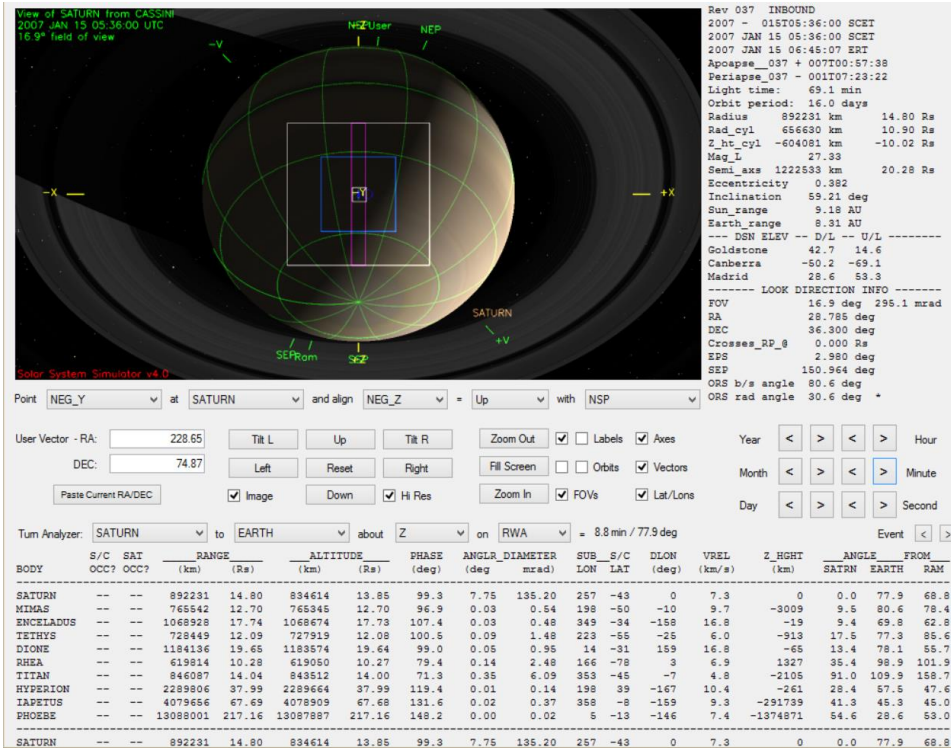 View of SATURN from CASSINI
2007 JAN 15 05:36:00 UTC
16.9° field of view
-V
User
NEP
-X
+X
SATURN
+V
SEP
Ram
Solar System Simulator v4.0
Rev 037 INBOUND
2007 - 015T05:36:00 SCET
2007 JAN 15 05:36:00 SCET
2007 JAN 15 06:45:07 ERT
Apoapse__037 + 007T00:57:38
Periapse_037 - 001T07:23:22
Light time: 69.1 min
Orbit period: 16.0 days
Radius 892231 km 14.80 Rs
Rad_cyl 656630 km 10.90 Rs
Z_ht_cyl -604081 km -10.02 Rs
Mag_L 27.33
Semi_axs 1222533 km 20.28 Rs
Eccentricity 0.382
Inclination 59.21 deg
Sun_range 9.18 AU
Earth_range 8.31 AU
--- DSN ELEV -- D/L -- U/L --------
Goldstone 42.7 14.6
Canberra -50.2 -69.1
Madrid 28.6 53.3
------- LOOK DIRECTION INFO -------
FOV 16.9 deg 295.1 mrad
RA 28.785 deg
DEC 36.300 deg
Crosses_RP_@ 0.000 Rs
EPS 2.980 deg
SEP 150.964 deg
ORS b/s angle 80.6 deg
ORS rad angle 30.6 deg *
Point NEG_Y at SATURN and align NEG_Z = Up with NSP
User Vector - RA: 228.65 Tilt L Up Tilt R Zoom Out Labels Axes Year < > < > Hour
DEC: 74.87 Left Reset Right Fill Screen Orbits Vectors Month < > < > Minute
Paste Current RA/DEC Image Down Hi Res Zoom In FOVs Lat/Lons Day < > < > Second
Turn Analyzer: SATURN to EARTH about Z on RWA = 8.8 min / 77.9 deg Event < >
S/C SAT RANGE ALTITUDE PHASE ANGLR_DIAMETER SUB_S/C DLON VREL Z_HGHT ANGLE FROM
BODY OCC? OCC? (km) (Rs) (km) (Rs) (deg) (deg mrad) LON LAT (deg) (km/s) (km) SATRN EARTH RAM
SATURN -- -- 892231 14.80 834614 13.85 99.3 7.75 135.20 257 -43 0 7.3 0 0.0 77.9 68.8
MIMAS -- -- 765542 12.70 765345 12.70 96.9 0.03 0.54 198 -50 -10 9.7 -3009 9.5 80.6 78.4
ENCELADUS -- -- 1068928 17.74 1068674 17.73 107.4 0.03 0.48 349 -34 -158 16.8 -19 9.4 69.8 62.8
TETHYS -- -- 728449 12.09 727919 12.08 100.5 0.09 1.48 223 -55 -25 6.0 -913 17.5 77.3 85.6
DIONE -- -- 1184136 19.65 1183574 19.64 99.0 0.05 0.95 14 -31 159 16.8 -65 13.4 78.1 55.7
RHEA -- -- 619814 10.28 619050 10.27 79.4 0.14 2.48 166 -78 3 6.9 1327 35.4 98.9 101.9
TITAN -- -- 846087 14.04 843512 14.00 71.3 0.35 6.09 353 -45 -7 4.8 -2105 91.0 109.9 158.7
HYPERION -- -- 2289806 37.99 2289664 37.99 119.4 0.01 0.14 198 39 -167 10.4 -261 28.4 57.5 47.6
IAPETUS -- -- 4079656 67.69 4078909 67.68 131.6 0.02 0.37 358 -8 -159 9.3 -291739 41.3 45.3 45.0
PHOEBE -- -- 13088001 217.16 13087887 217.16 148.2 0.00 0.02 5 -13 -146 7.4 -1374871 54.6 28.6 53.0
SATURN -- -- 892231 14.80 834614 13.85 99.3 7.75 135.20 257 -43 0 7.3 0 0.0 77.9 68.8